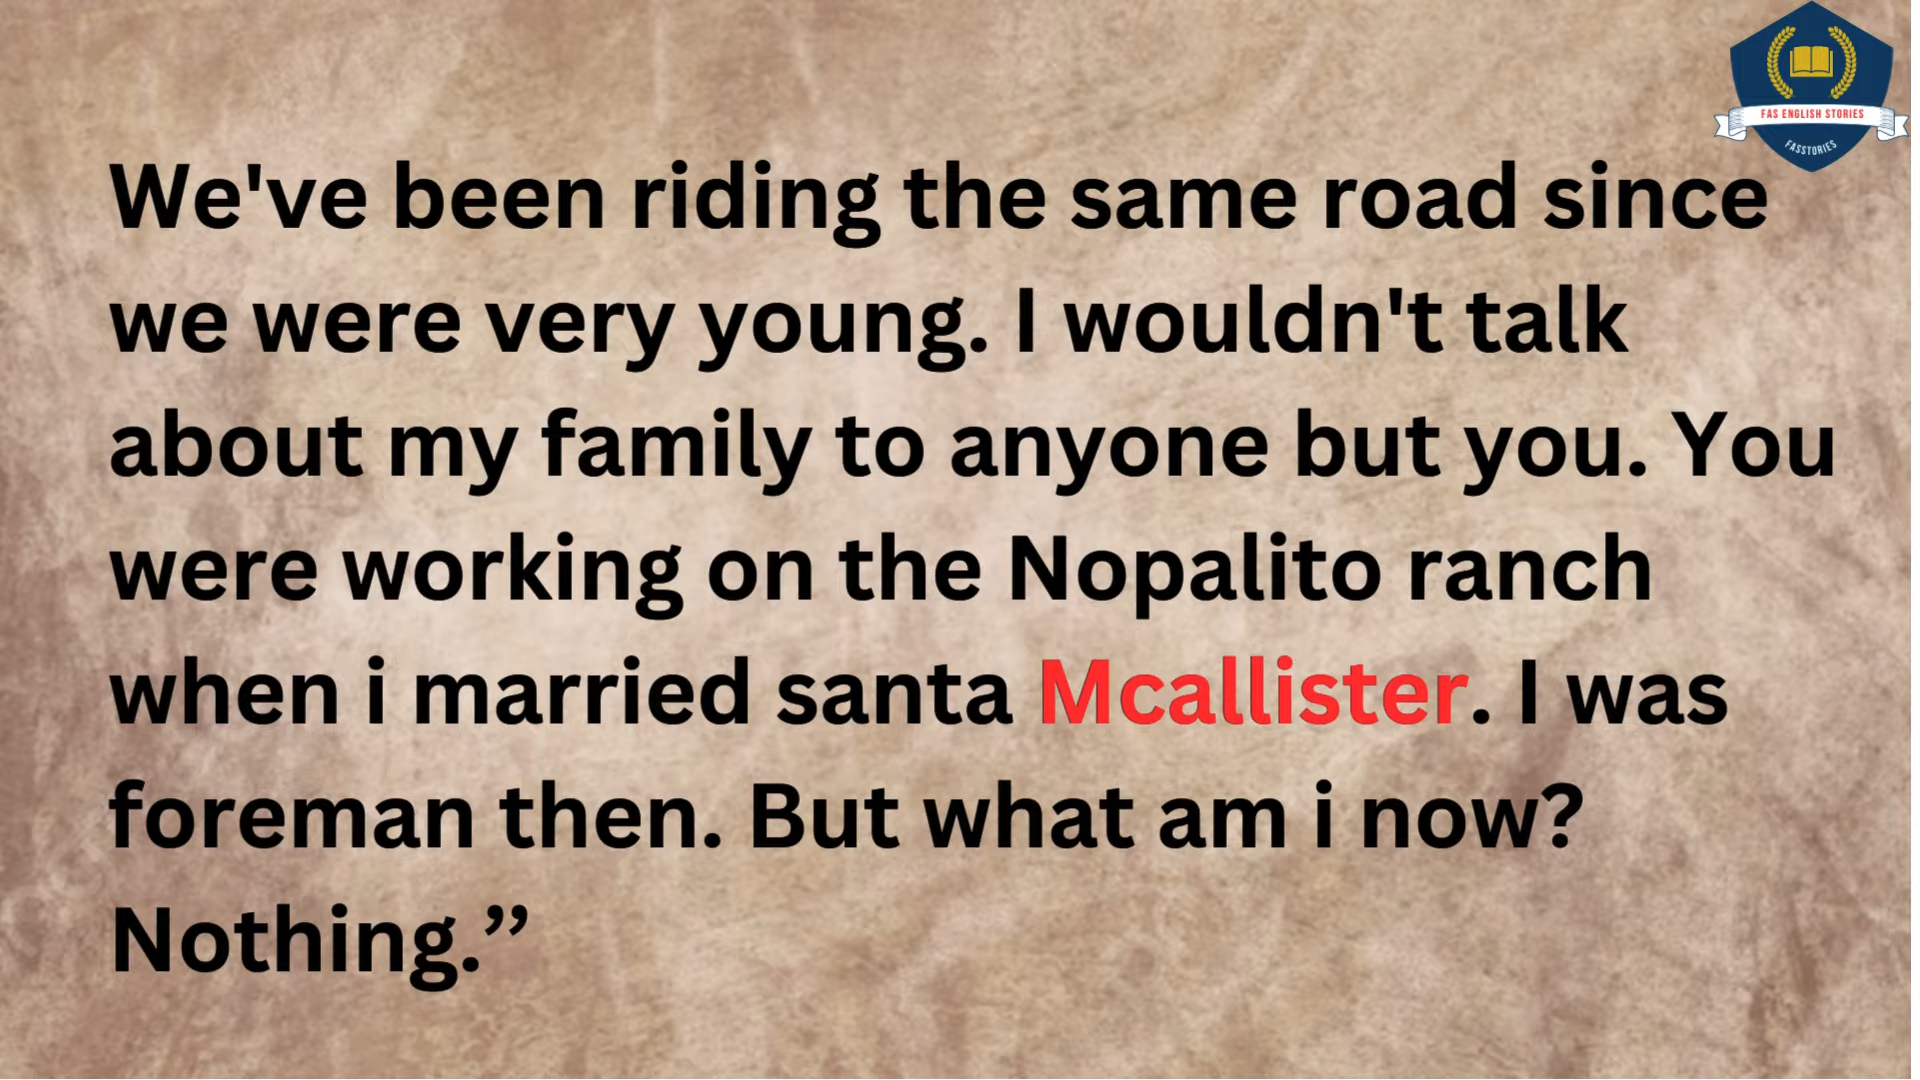 FAS ENGLISH STORIES
FASSTORIES
We've been riding the same road since
we were very young. I wouldn't talk
about my family to anyone but you. You
were working on the Nopalito ranch
when i married santa Mcallister. I was
foreman then. But what am i now?
Nothing.”